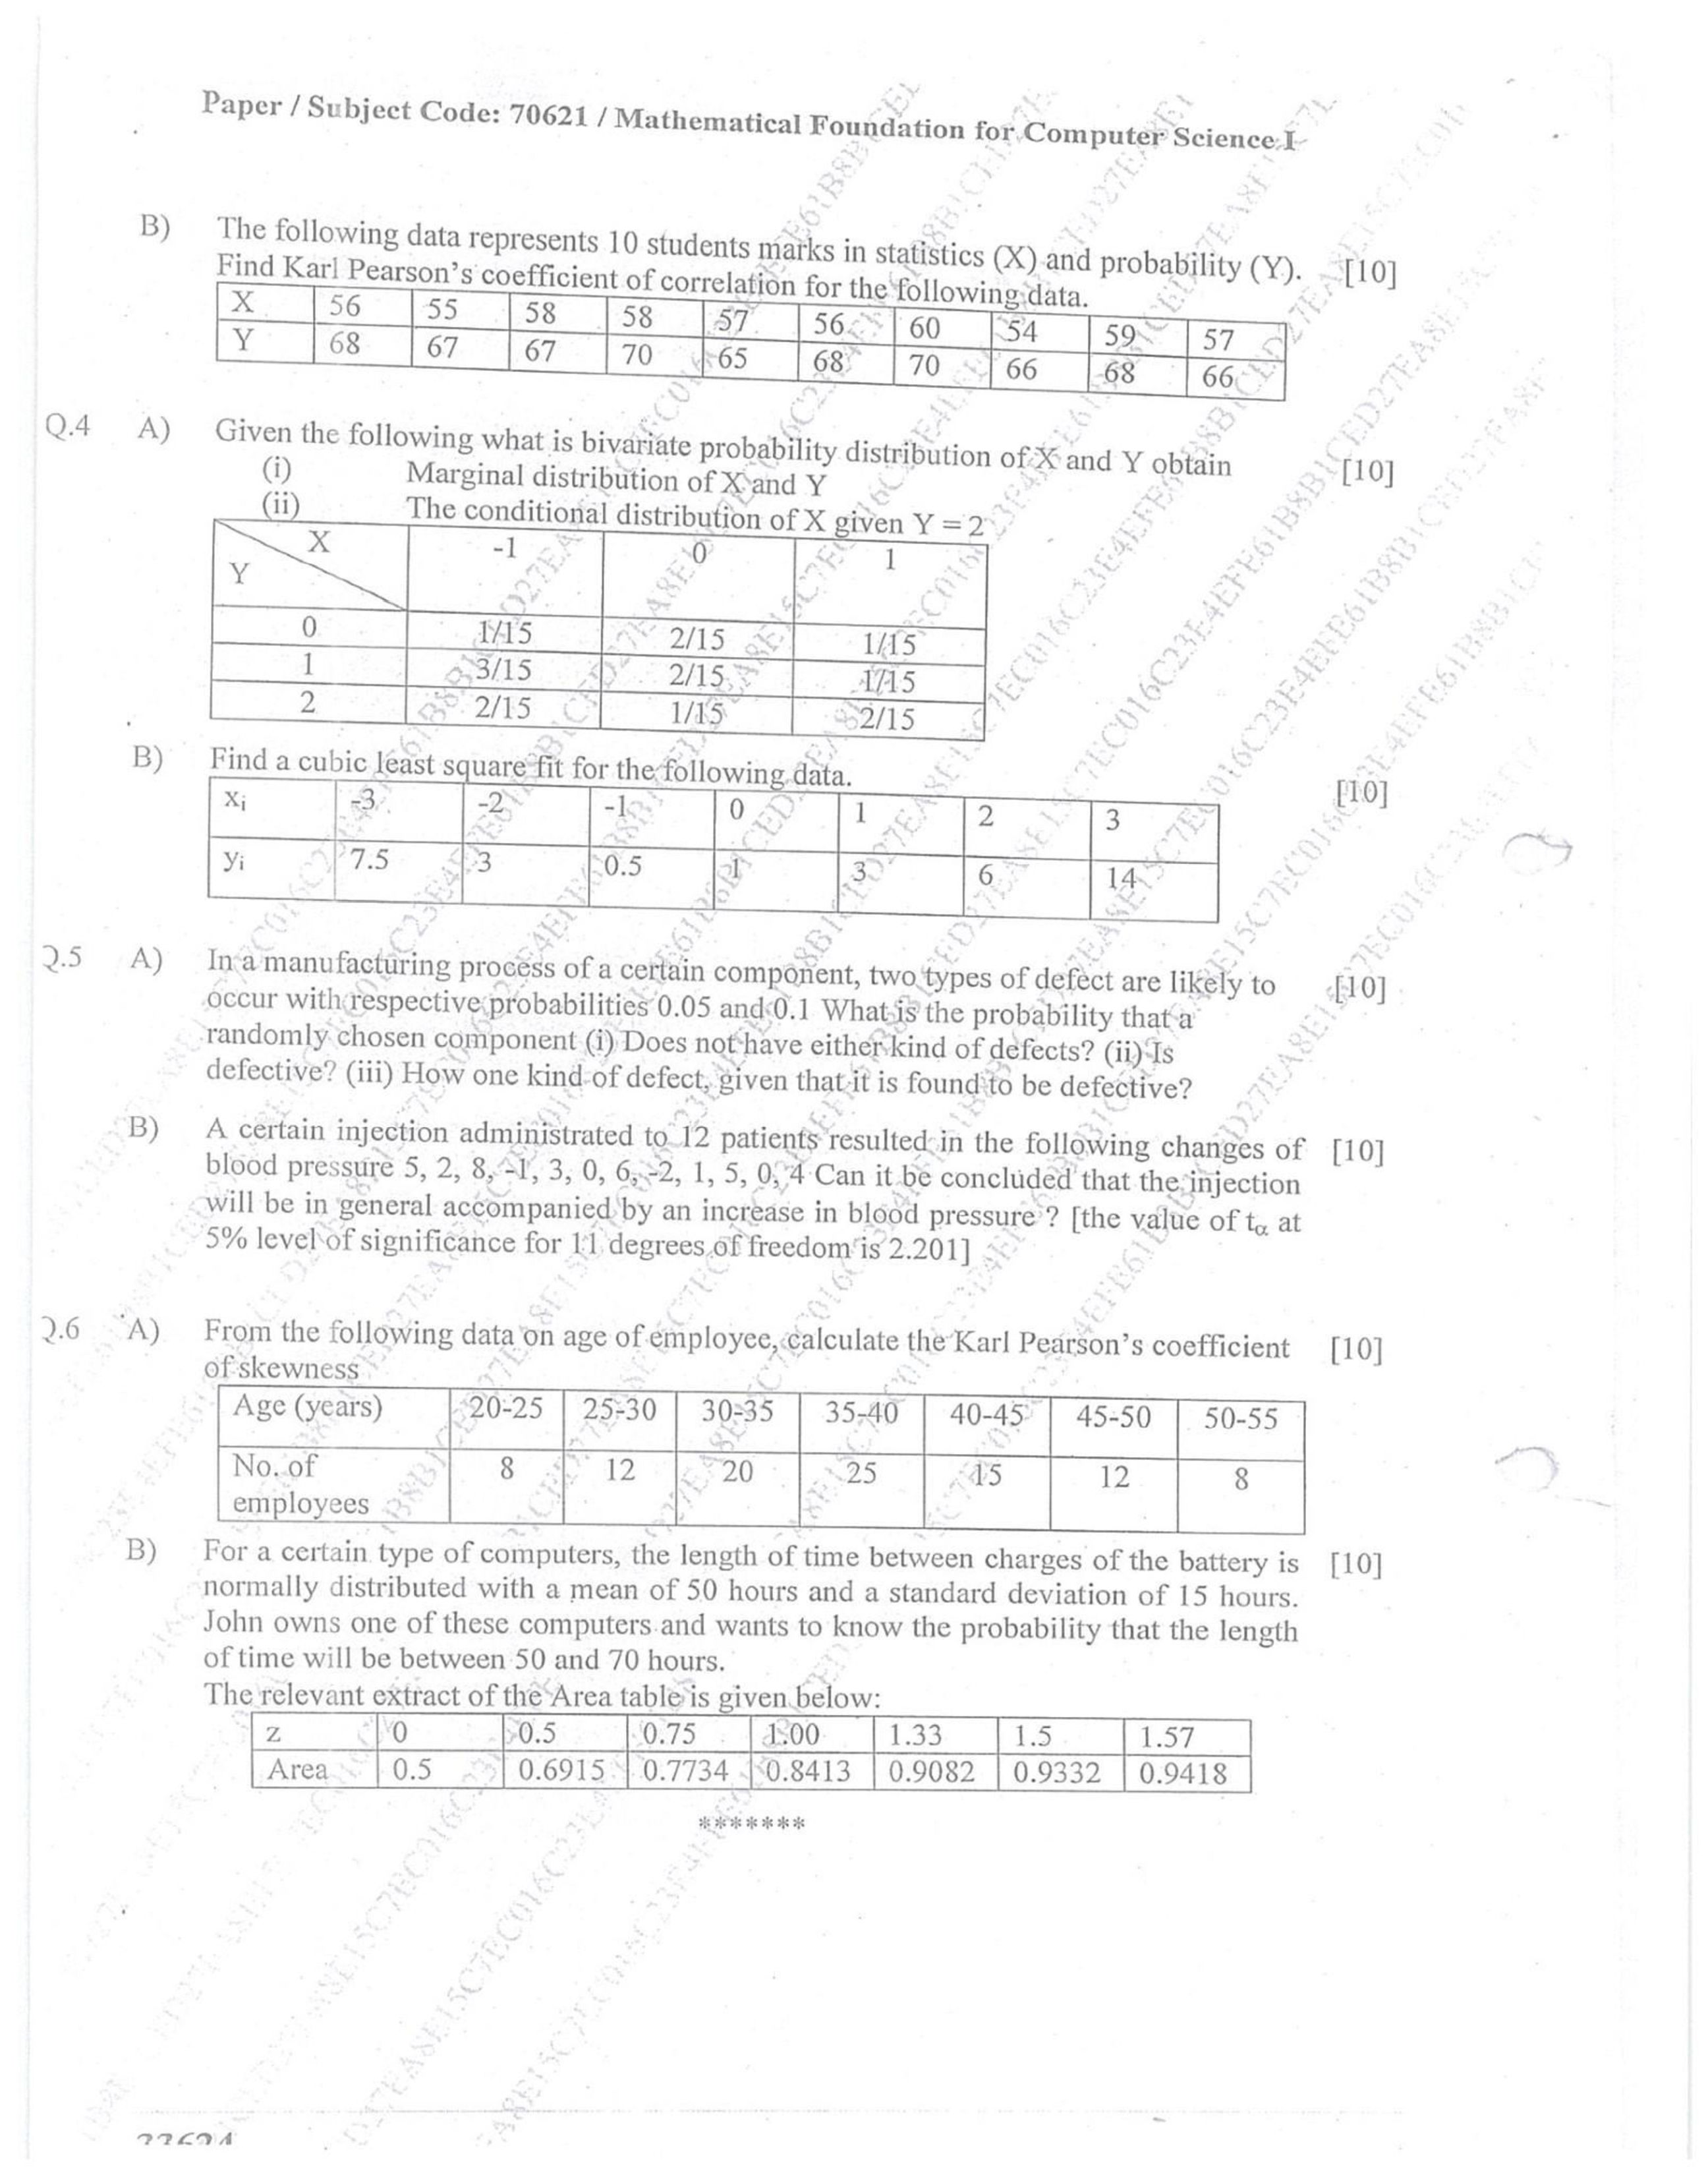 Paper / Subject Code: 70621 / Mathematical Foundation for Computer Science I
B) The following data represents 10 students marks in statistics (X) and probability (Y). [10]
Find Karl Pearson's coefficient of correlation for the following data.
X 56 55 58 58 57 56 60 54 59 57
Y 68 67 67 70 65 68 70 66 68 66
Q.4 A) Given the following what is bivariate probability distribution of X and Y obtain [10]
(i) Marginal distribution of X and Y
(ii) The conditional distribution of X given Y = 2
X -1 0 1
Y
0 1/15 2/15 1/15
1 3/15 2/15 1/15
2 2/15 1/15 2/15
B) Find a cubic least square fit for the following data. [10]
xi -3 -2 -1 0 1 2 3
yi 7.5 3 0.5 1 3 6 14
Q.5 A) In a manufacturing process of a certain component, two types of defect are likely to [10]
occur with respective probabilities 0.05 and 0.1 What is the probability that a
randomly chosen component (i) Does not have either kind of defects? (ii) Is
defective? (iii) How one kind of defect, given that it is found to be defective?
B) A certain injection administrated to 12 patients resulted in the following changes of [10]
blood pressure 5, 2, 8, -1, 3, 0, 6, -2, 1, 5, 0, 4 Can it be concluded that the injection
will be in general accompanied by an increase in blood pressure ? [the value of tα at
5% level of significance for 11 degrees of freedom is 2.201]
Q.6 A) From the following data on age of employee, calculate the Karl Pearson's coefficient [10]
of skewness
Age (years) 20-25 25-30 30-35 35-40 40-45 45-50 50-55
No. of 8 12 20 25 15 12 8
employees
B) For a certain type of computers, the length of time between charges of the battery is [10]
normally distributed with a mean of 50 hours and a standard deviation of 15 hours.
John owns one of these computers and wants to know the probability that the length
of time will be between 50 and 70 hours.
The relevant extract of the Area table is given below:
z 0 0.5 0.75 1.00 1.33 1.5 1.57
Area 0.5 0.6915 0.7734 0.8413 0.9082 0.9332 0.9418
*******